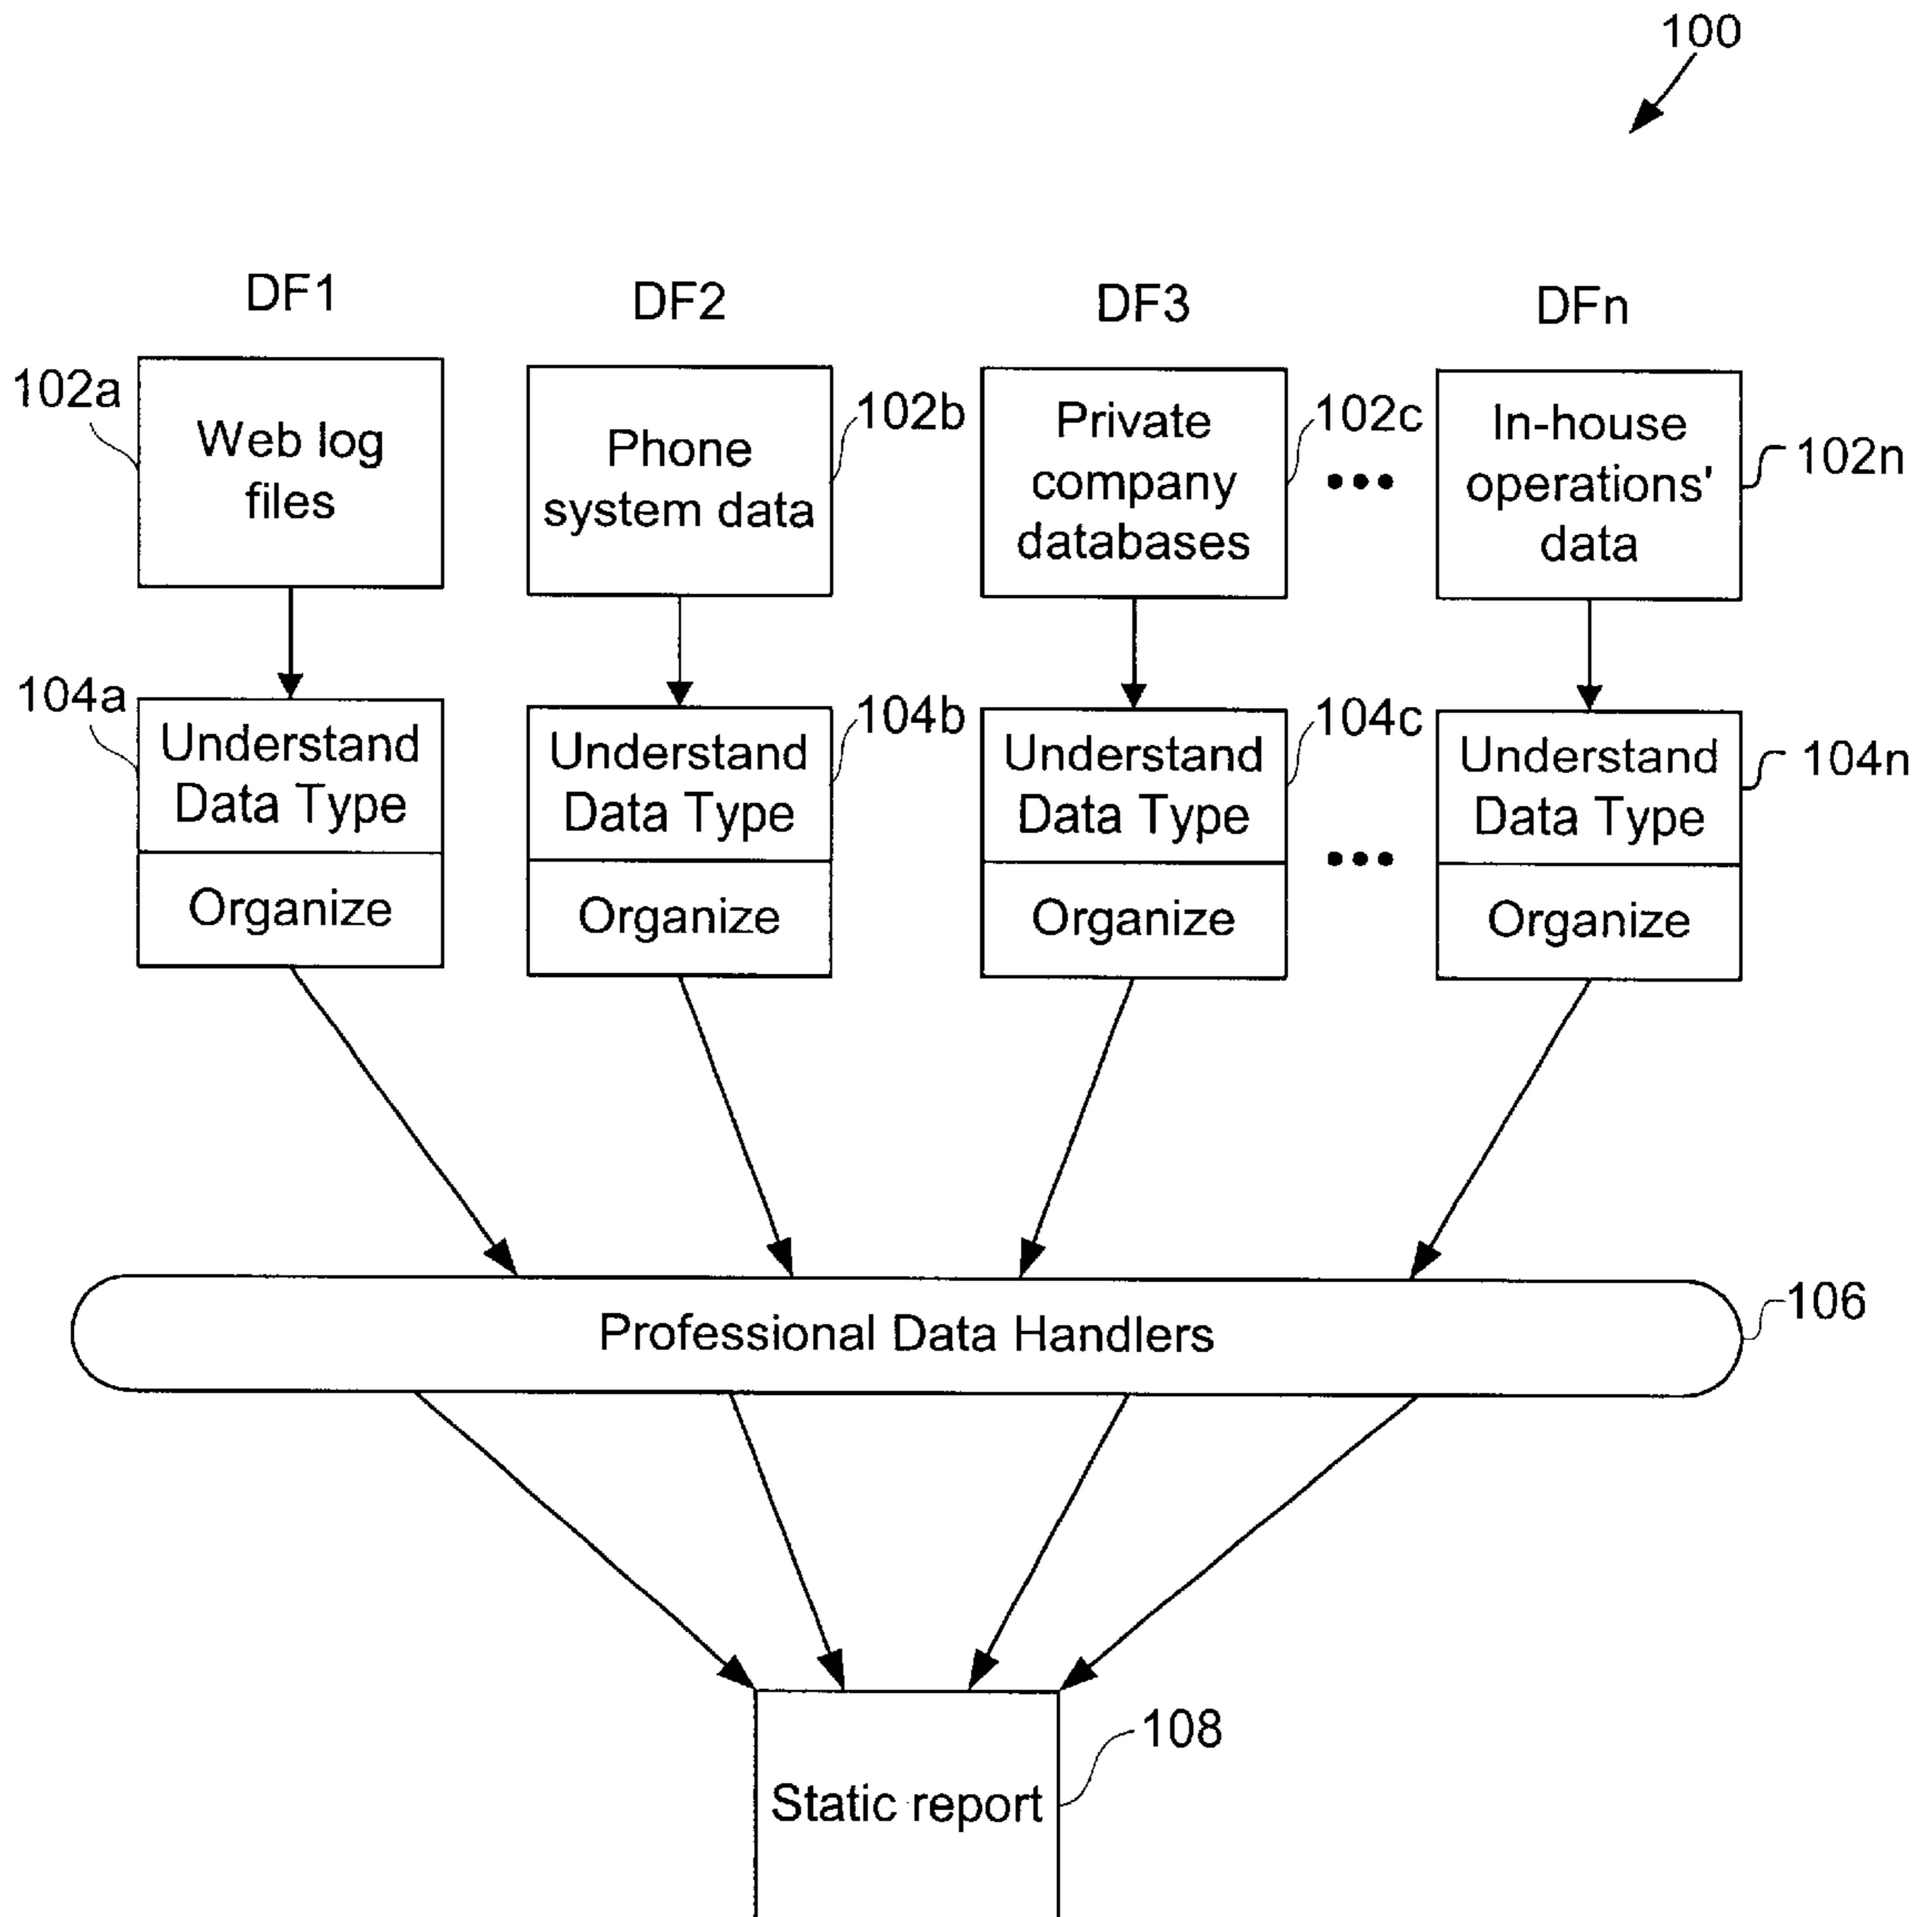 100
DF1
DF2
DF3
DFn
102a
Web log
files
Phone
system data
102b
Private
company
databases
102c
In-house
operations'
data
102n
104a
Understand
Data Type
Organize
Understand
Data Type
Organize
104b
Understand
Data Type
Organize
104c
Understand
Data Type
Organize
104n
Professional Data Handlers
106
Static report
108